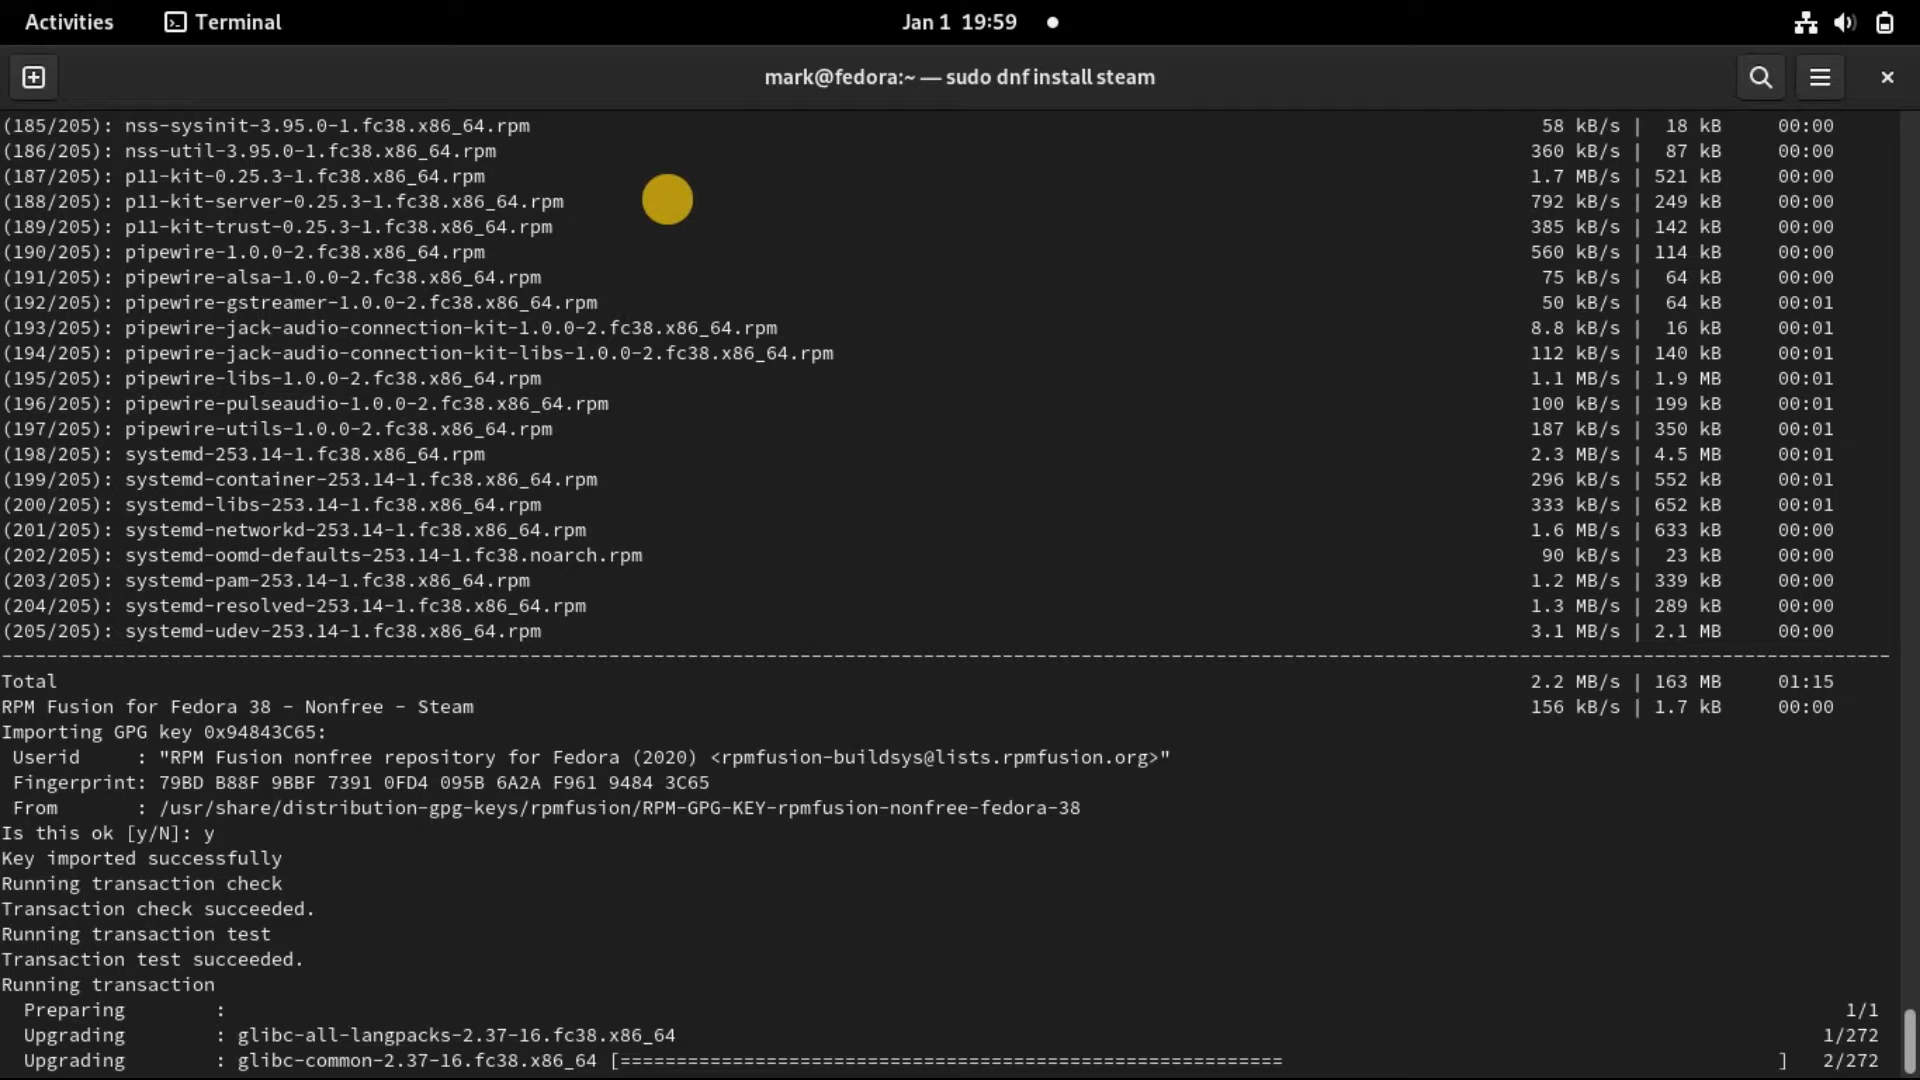 Activities Terminal Jan 1 19:59
mark@fedora:~ — sudo dnf install steam
(185/205): nss-sysinit-3.95.0-1.fc38.x86_64.rpm 58 kB/s | 18 kB 00:00
(186/205): nss-util-3.95.0-1.fc38.x86_64.rpm 360 kB/s | 87 kB 00:00
(187/205): p11-kit-0.25.3-1.fc38.x86_64.rpm 1.7 MB/s | 521 kB 00:00
(188/205): p11-kit-server-0.25.3-1.fc38.x86_64.rpm 792 kB/s | 249 kB 00:00
(189/205): p11-kit-trust-0.25.3-1.fc38.x86_64.rpm 385 kB/s | 142 kB 00:00
(190/205): pipewire-1.0.0-2.fc38.x86_64.rpm 560 kB/s | 114 kB 00:00
(191/205): pipewire-alsa-1.0.0-2.fc38.x86_64.rpm 75 kB/s | 64 kB 00:00
(192/205): pipewire-gstreamer-1.0.0-2.fc38.x86_64.rpm 50 kB/s | 64 kB 00:01
(193/205): pipewire-jack-audio-connection-kit-1.0.0-2.fc38.x86_64.rpm 8.8 kB/s | 16 kB 00:01
(194/205): pipewire-jack-audio-connection-kit-libs-1.0.0-2.fc38.x86_64.rpm 112 kB/s | 140 kB 00:01
(195/205): pipewire-libs-1.0.0-2.fc38.x86_64.rpm 1.1 MB/s | 1.9 MB 00:01
(196/205): pipewire-pulseaudio-1.0.0-2.fc38.x86_64.rpm 100 kB/s | 199 kB 00:01
(197/205): pipewire-utils-1.0.0-2.fc38.x86_64.rpm 187 kB/s | 350 kB 00:01
(198/205): systemd-253.14-1.fc38.x86_64.rpm 2.3 MB/s | 4.5 MB 00:01
(199/205): systemd-container-253.14-1.fc38.x86_64.rpm 296 kB/s | 552 kB 00:01
(200/205): systemd-libs-253.14-1.fc38.x86_64.rpm 333 kB/s | 652 kB 00:01
(201/205): systemd-networkd-253.14-1.fc38.x86_64.rpm 1.6 MB/s | 633 kB 00:00
(202/205): systemd-oomd-defaults-253.14-1.fc38.noarch.rpm 90 kB/s | 23 kB 00:00
(203/205): systemd-pam-253.14-1.fc38.x86_64.rpm 1.2 MB/s | 339 kB 00:00
(204/205): systemd-resolved-253.14-1.fc38.x86_64.rpm 1.3 MB/s | 289 kB 00:00
(205/205): systemd-udev-253.14-1.fc38.x86_64.rpm 3.1 MB/s | 2.1 MB 00:00
--------------------------------------------------------------------------------
Total 2.2 MB/s | 163 MB 01:15
RPM Fusion for Fedora 38 - Nonfree - Steam 156 kB/s | 1.7 kB 00:00
Importing GPG key 0x94843C65:
Userid : "RPM Fusion nonfree repository for Fedora (2020) <rpmfusion-buildsys@lists.rpmfusion.org>"
Fingerprint: 79BD B88F 9BBF 7391 0FD4 095B 6A2A F961 9484 3C65
From : /usr/share/distribution-gpg-keys/rpmfusion/RPM-GPG-KEY-rpmfusion-nonfree-fedora-38
Is this ok [y/N]: y
Key imported successfully
Running transaction check
Transaction check succeeded.
Running transaction test
Transaction test succeeded.
Running transaction
Preparing : 1/1
Upgrading : glibc-all-langpacks-2.37-16.fc38.x86_64 1/272
Upgrading : glibc-common-2.37-16.fc38.x86_64 [=========================================================== ] 2/272